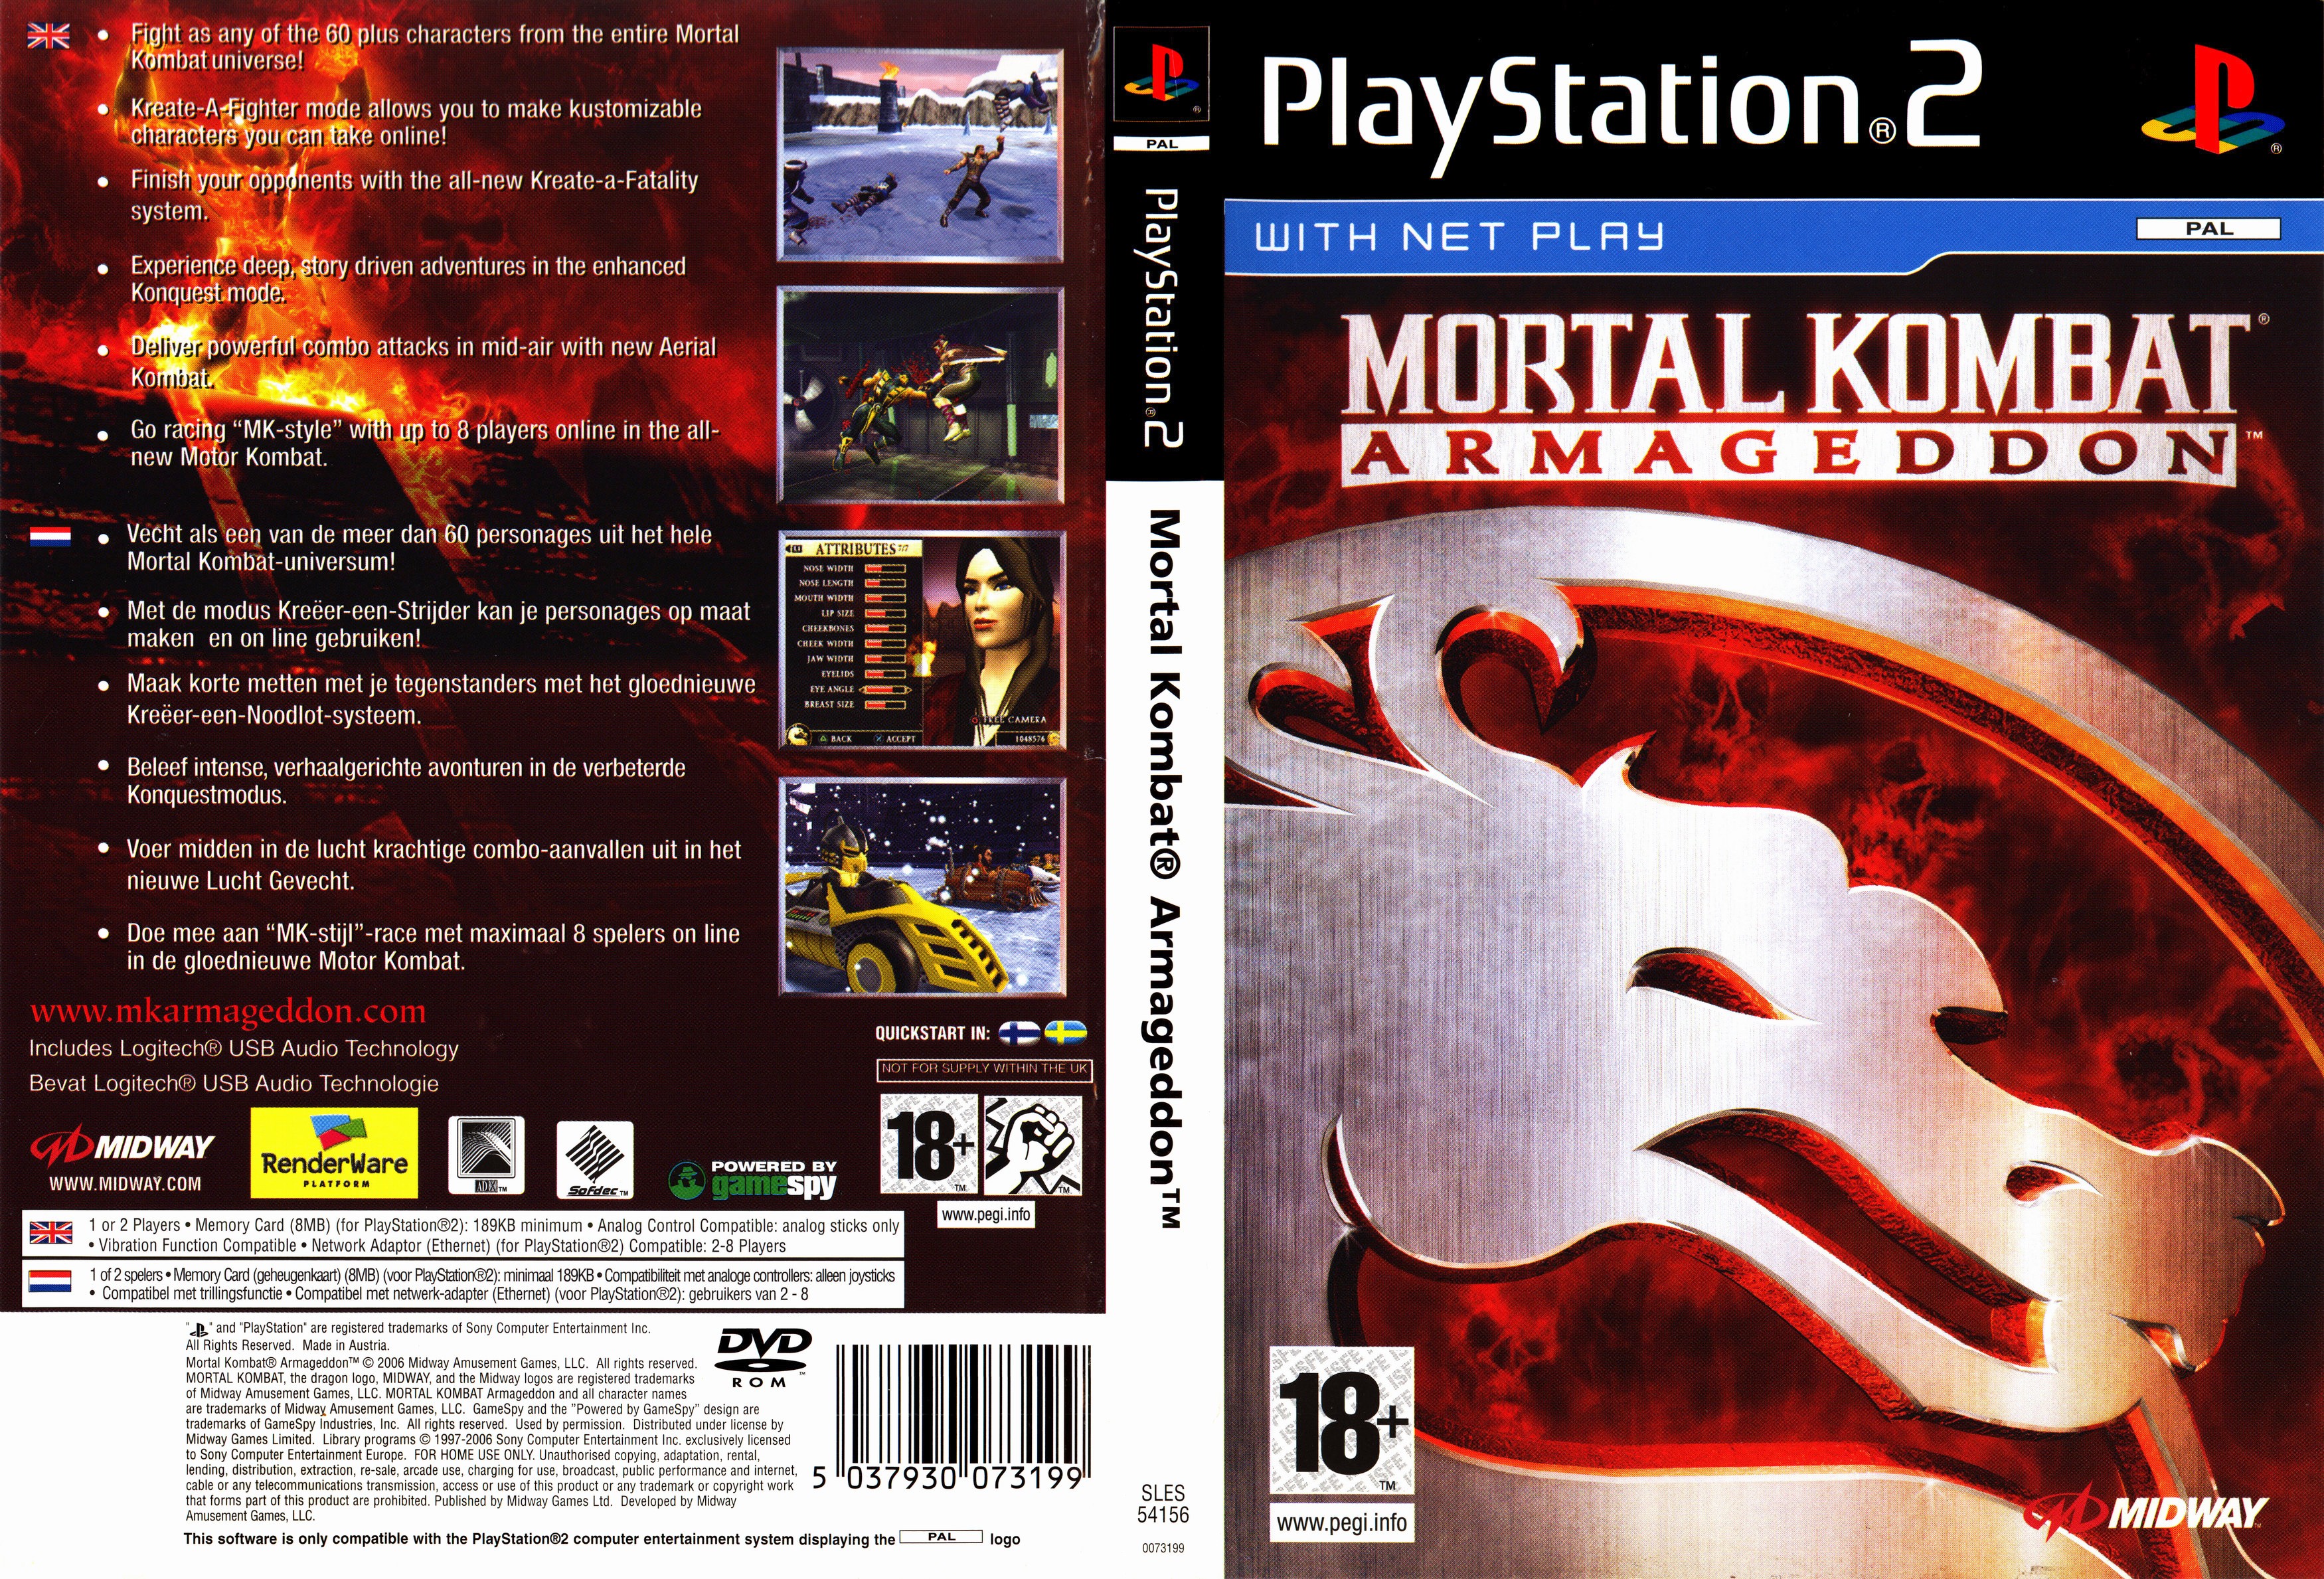 • Fight as any of the 60 plus characters from the entire Mortal
Kombat universe!
• Kreate-A-Fighter mode allows you to make kustomizable
characters you can take online!
• Finish your opponents with the all-new Kreate-a-Fatality
system.
• Experience deep, story driven adventures in the enhanced
Konquest mode.
• Deliver powerful combo attacks in mid-air with new Aerial
Kombat.
• Go racing “MK-style” with up to 8 players online in the all-
new Motor Kombat.
• Vecht als een van de meer dan 60 personages uit het hele
Mortal Kombat-universum!
• Met de modus Kreëer-een-Strijder kan je personages op maat
maken en on line gebruiken!
• Maak korte metten met je tegenstanders met het gloednieuwe
Kreëer-een-Noodlot-systeem.
• Beleef intense, verhaalgerichte avonturen in de verbeterde
Konquestmodus.
• Voer midden in de lucht krachtige combo-aanvallen uit in het
nieuwe Lucht Gevecht.
• Doe mee aan “MK-stijl”-race met maximaal 8 spelers on line
in de gloednieuwe Motor Kombat.
www.mkarmageddon.com
Includes Logitech® USB Audio Technology
Bevat Logitech® USB Audio Technologie
ATTRIBUTES 7/7
NOSE WIDTH
NOSE LENGTH
MOUTH WIDTH
LIP SIZE
CHEEKBONES
CHEEK WIDTH
JAW WIDTH
EYELIDS
EYE ANGLE
BREAST SIZE
FREE CAMERA
BACK ACCEPT 1048576
QUICKSTART IN:
NOT FOR SUPPLY WITHIN THE UK
MIDWAY
WWW.MIDWAY.COM
RenderWare
PLATFORM
ADX™
Sofdec™
POWERED BY
gamespy
18+
™
™
www.pegi.info
1 or 2 Players • Memory Card (8MB) (for PlayStation®2): 189KB minimum • Analog Control Compatible: analog sticks only
• Vibration Function Compatible • Network Adaptor (Ethernet) (for PlayStation®2) Compatible: 2-8 Players
1 of 2 spelers • Memory Card (geheugenkaart) (8MB) (voor PlayStation®2): minimaal 189KB • Compatibiliteit met analoge controllers: alleen joysticks
• Compatibel met trillingsfunctie • Compatibel met netwerk-adapter (Ethernet) (voor PlayStation®2): gebruikers van 2 - 8
" " and "PlayStation" are registered trademarks of Sony Computer Entertainment Inc.
All Rights Reserved. Made in Austria.
Mortal Kombat® Armageddon™ © 2006 Midway Amusement Games, LLC. All rights reserved.
MORTAL KOMBAT, the dragon logo, MIDWAY, and the Midway logos are registered trademarks
of Midway Amusement Games, LLC. MORTAL KOMBAT Armageddon and all character names
are trademarks of Midway Amusement Games, LLC. GameSpy and the "Powered by GameSpy" design are
trademarks of GameSpy Industries, Inc. All rights reserved. Used by permission. Distributed under license by
Midway Games Limited. Library programs © 1997-2006 Sony Computer Entertainment Inc. exclusively licensed
to Sony Computer Entertainment Europe. FOR HOME USE ONLY. Unauthorised copying, adaptation, rental,
lending, distribution, extraction, re-sale, arcade use, charging for use, broadcast, public performance and internet,
cable or any telecommunications transmission, access or use of this product or any trademark or copyright work
that forms part of this product are prohibited. Published by Midway Games Ltd. Developed by Midway
Amusement Games, LLC.
This software is only compatible with the PlayStation®2 computer entertainment system displaying the PAL logo
DVD
ROM
5 037930 073199
PAL
PlayStation®2
Mortal Kombat® Armageddon™
SLES
54156
0073199
PlayStation®2
WITH NET PLAY
PAL
MORTAL KOMBAT®
ARMAGEDDON™
18+
™
www.pegi.info
MIDWAY